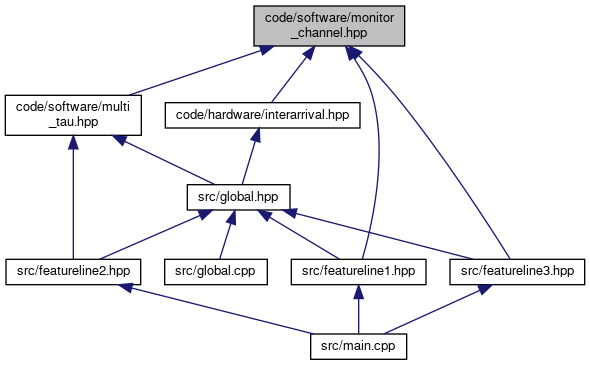 code/software/monitor
_channel.hpp
code/software/multi
_tau.hpp
code/hardware/interarrival.hpp
src/global.hpp
src/featureline2.hpp
src/global.cpp
src/featureline1.hpp
src/featureline3.hpp
src/main.cpp